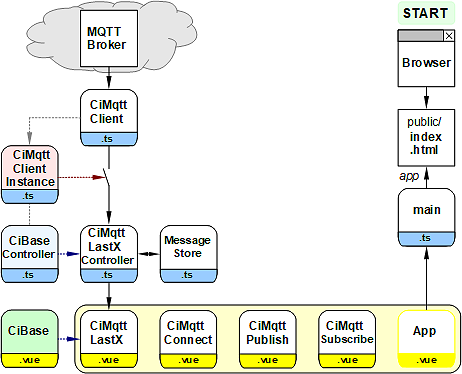 START
MQTT
Broker
Browser
CiMqtt
Client
.ts
public/
index
.html
app
CiMqtt
Client
Instance
.ts
main
.ts
CiBase
Controller
.ts
CiMqtt
LastX
Controller
.ts
Message
Store
.ts
CiBase
.vue
CiMqtt
LastX
.vue
CiMqtt
Connect
.vue
CiMqtt
Publish
.vue
CiMqtt
Subscribe
.vue
App
.vue